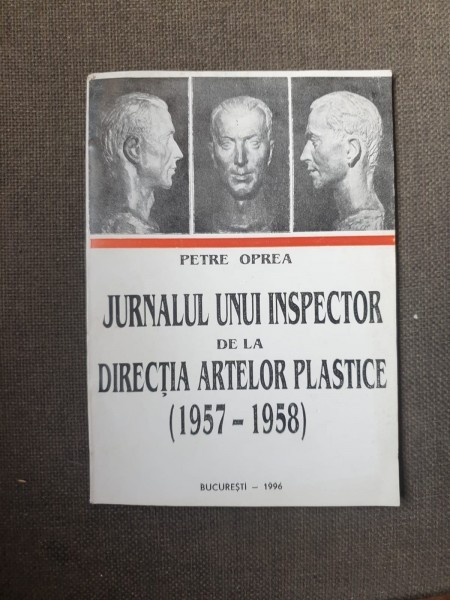 PETRE OPREA
JURNALUL UNUI INSPECTOR
DE LA
DIRECȚIA ARTELOR PLASTICE
(1957 - 1958)
BUCUREȘTI - 1996